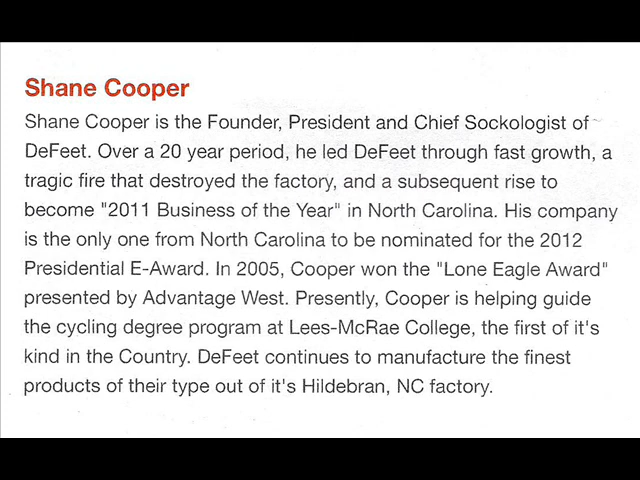 Shane Cooper
Shane Cooper is the Founder, President and Chief Sockologist of
DeFeet. Over a 20 year period, he led DeFeet through fast growth, a
tragic fire that destroyed the factory, and a subsequent rise to
become "2011 Business of the Year" in North Carolina. His company
is the only one from North Carolina to be nominated for the 2012
Presidential E-Award. In 2005, Cooper won the "Lone Eagle Award"
presented by Advantage West. Presently, Cooper is helping guide
the cycling degree program at Lees-McRae College, the first of it's
kind in the Country. DeFeet continues to manufacture the finest
products of their type out of it's Hildebran, NC factory.